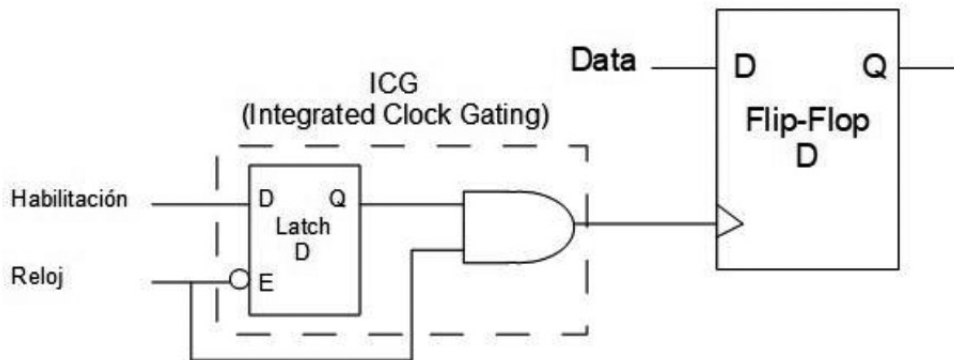 ICG
(Integrated Clock Gating)
Data
D
Q
Flip-Flop
D
Habilitación
D
Q
Latch
D
Reloj
E